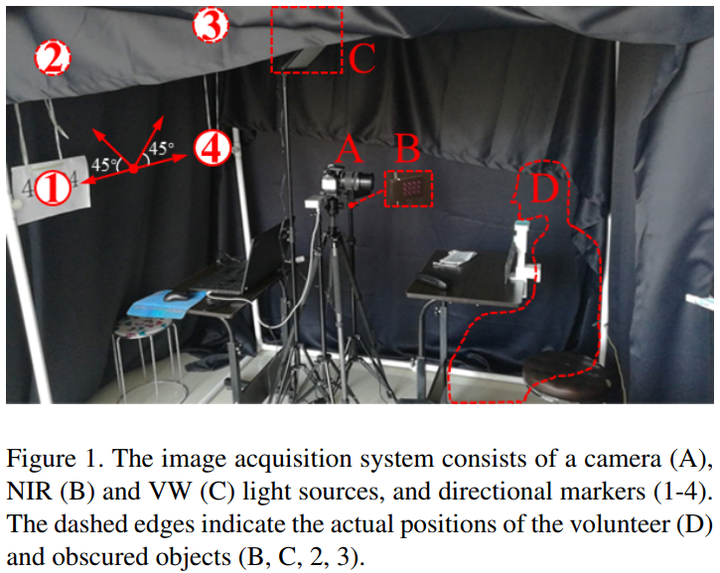 3
2
C
A B
45° 45° 4
4 1 4
D
Figure 1. The image acquisition system consists of a camera (A),
NIR (B) and VW (C) light sources, and directional markers (1-4).
The dashed edges indicate the actual positions of the volunteer (D)
and obscured objects (B, C, 2, 3).